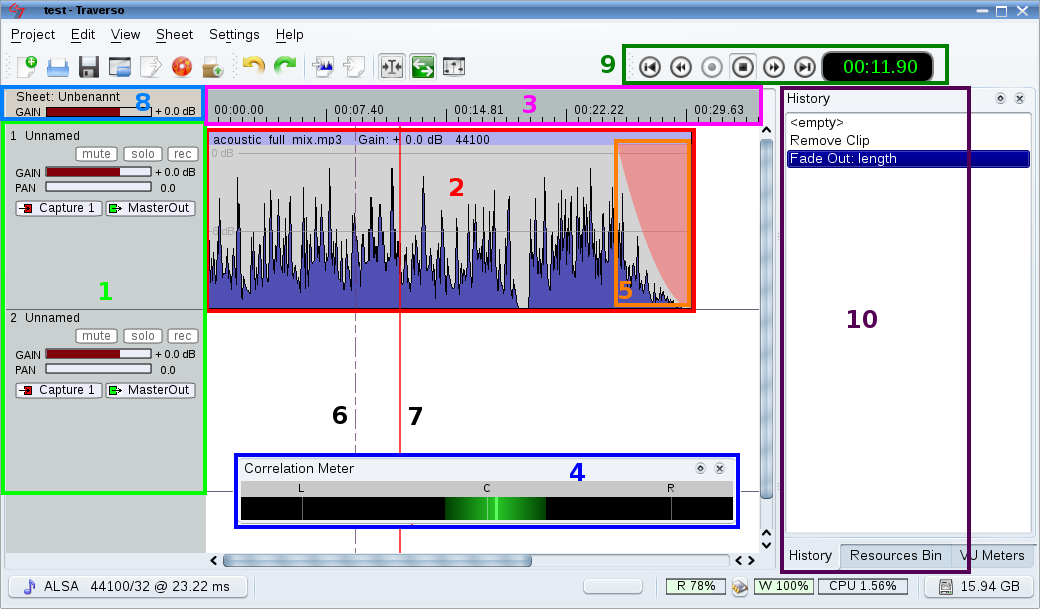 test - Traverso
Project Edit View Sheet Settings Help
9
00:11.90
Sheet: Unbenannt
GAIN + 0.0 dB
8
00:00.00 00:07.40 00:14.81 00:22.22 00:29.63
3
History
<empty>
Remove Clip
Fade Out: length
1 Unnamed
mute solo rec
GAIN + 0.0 dB
PAN 0.0
Capture 1 MasterOut
acoustic_full_mix.mp3 Gain: + 0.0 dB 44100
0 dB
2
-6 dB
5
1
2 Unnamed
mute solo rec
GAIN + 0.0 dB
PAN 0.0
Capture 1 MasterOut
10
6 7
Correlation Meter
4
L C R
History Resources Bin VU Meters
ALSA 44100/32 @ 23.22 ms
R 78% W 100% CPU 1.56% 15.94 GB